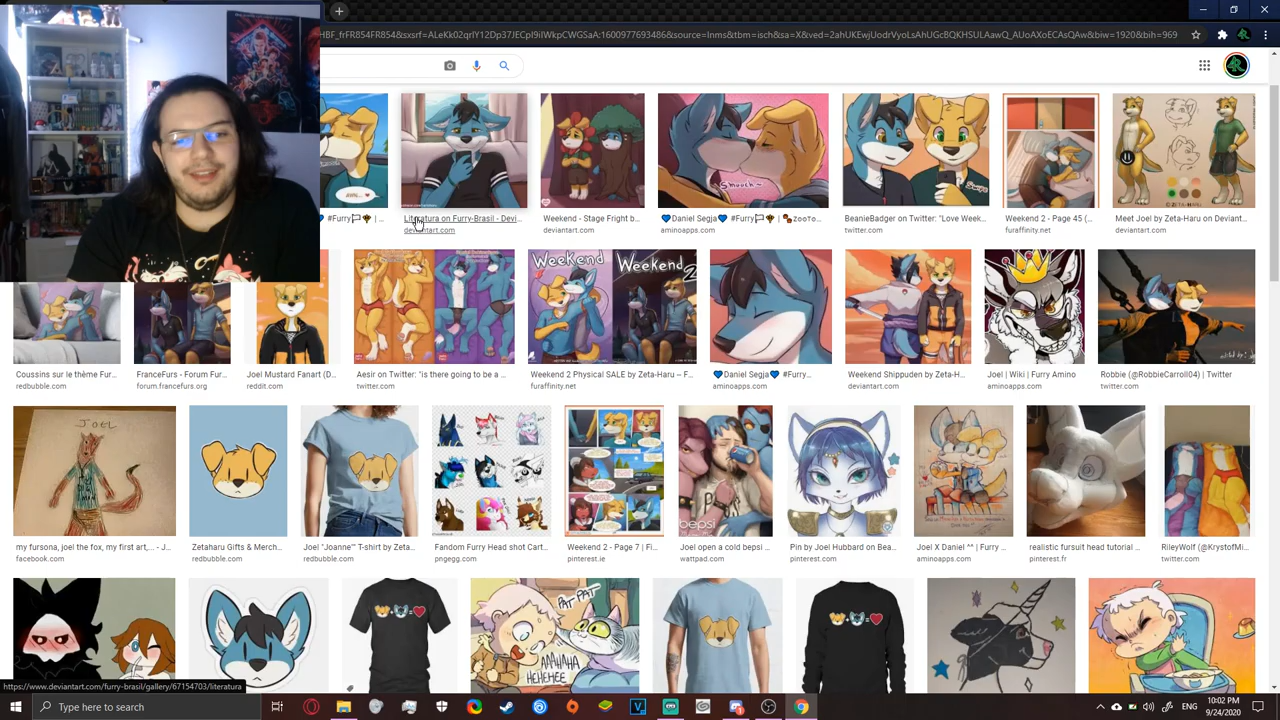 HBF_frFR854FR854&sxsrf=ALeKk02qrIY12Dp37JECpI9iIWkpCWGSaA:1600977693486&source=lnms&tbm=isch&sa=X&ved=2ahUKEwjUodrVyoLsAhUGcBQKHSULAawQ_AUoAXoECAsQAw&biw=1920&bih=969
Smooch~
#Furry | ...
Literatura on Furry-Brasil - Devi...
deviantart.com
Weekend - Stage Fright b...
deviantart.com
Daniel Segja #Furry | ZOOTO...
aminoapps.com
BeanieBadger on Twitter: "Love Week...
twitter.com
Weekend 2 - Page 45 (...
furaffinity.net
Meet Joel by Zeta-Haru on Deviant...
deviantart.com
Weekend
Weekend 2
Coussins sur le thème Fur...
redbubble.com
FranceFurs - Forum Fur...
forum.francefurs.org
Joel Mustard Fanart (D...
reddit.com
Aesir on Twitter: "is there going to be a ...
twitter.com
Weekend 2 Physical SALE by Zeta-Haru -- F...
furaffinity.net
Daniel Segja #Furry...
aminoapps.com
Weekend Shippuden by Zeta-H...
deviantart.com
Joel | Wiki | Furry Amino
aminoapps.com
Robbie (@RobbieCarroll04) | Twitter
twitter.com
JOEL
pepsi
my fursona, joel the fox, my first art,... - J...
facebook.com
Zetaharu Gifts & Merch...
redbubble.com
Joel "Joanne'" T-shirt by Zeta...
redbubble.com
Fandom Furry Head shot Cart...
pngegg.com
Weekend 2 - Page 7 | Fi...
pinterest.ie
Joel open a cold bepsi ...
wattpad.com
Pin by Joel Hubbard on Bea...
pinterest.com
Joel X Daniel ^^ | Furry ...
aminoapps.com
realistic fursuit head tutorial ...
pinterest.fr
RileyWolf (@KrystofMi...
twitter.com
PAT PAT
AAAHAHA
HEHEHEE
https://www.deviantart.com/furry-brasil/gallery/67154703/literatura
Type here to search
10:02 PM
9/24/2020